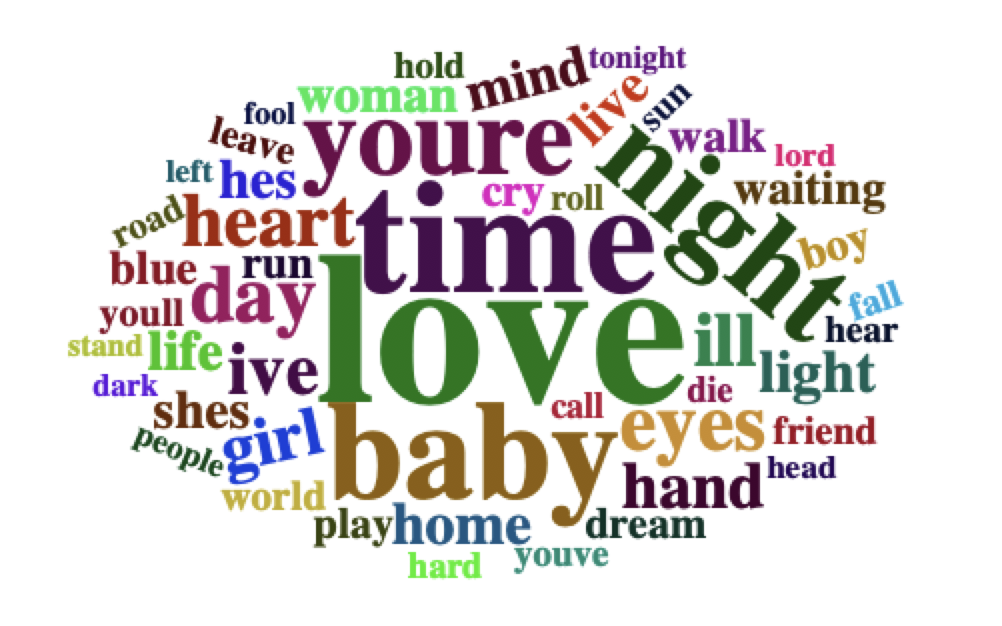 hold
mind
tonight
woman
live
sun
fool
leave
youre
night
walk
lord
left
hes
cry
roll
waiting
road
heart
time
boy
blue
run
day
fall
youll
love
hear
stand
life
ive
ill
light
dark
die
shes
call
people
girl
baby
eyes
friend
head
world
hand
play
home
dream
hard
youve